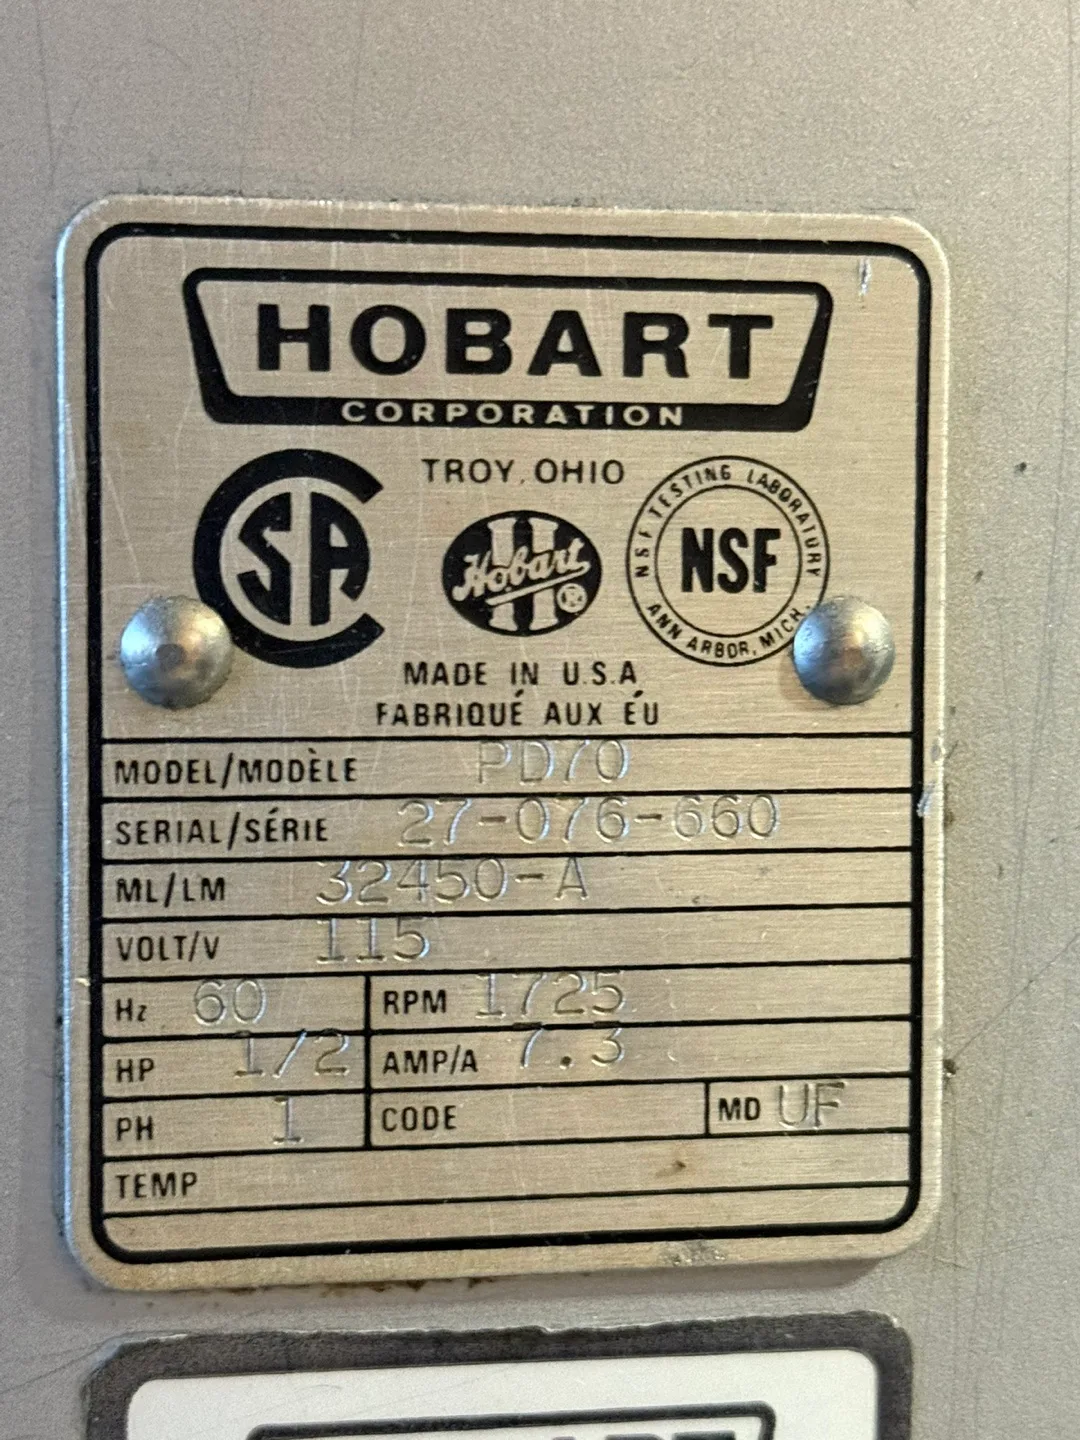 HOBART
CORPORATION
TROY, OHIO
CSA
Hobart ®
NSF TESTING LABORATORY
NSF
ANN ARBOR, MICH.
MADE IN U.S.A
FABRIQUÉ AUX ÉU
MODEL/MODÈLE PD70
SERIAL/SÉRIE 27-076-660
ML/LM 32450-A
VOLT/V 115
Hz 60 RPM 1725
HP 1/2 AMP/A 7.3
PH 1 CODE MD UF
TEMP